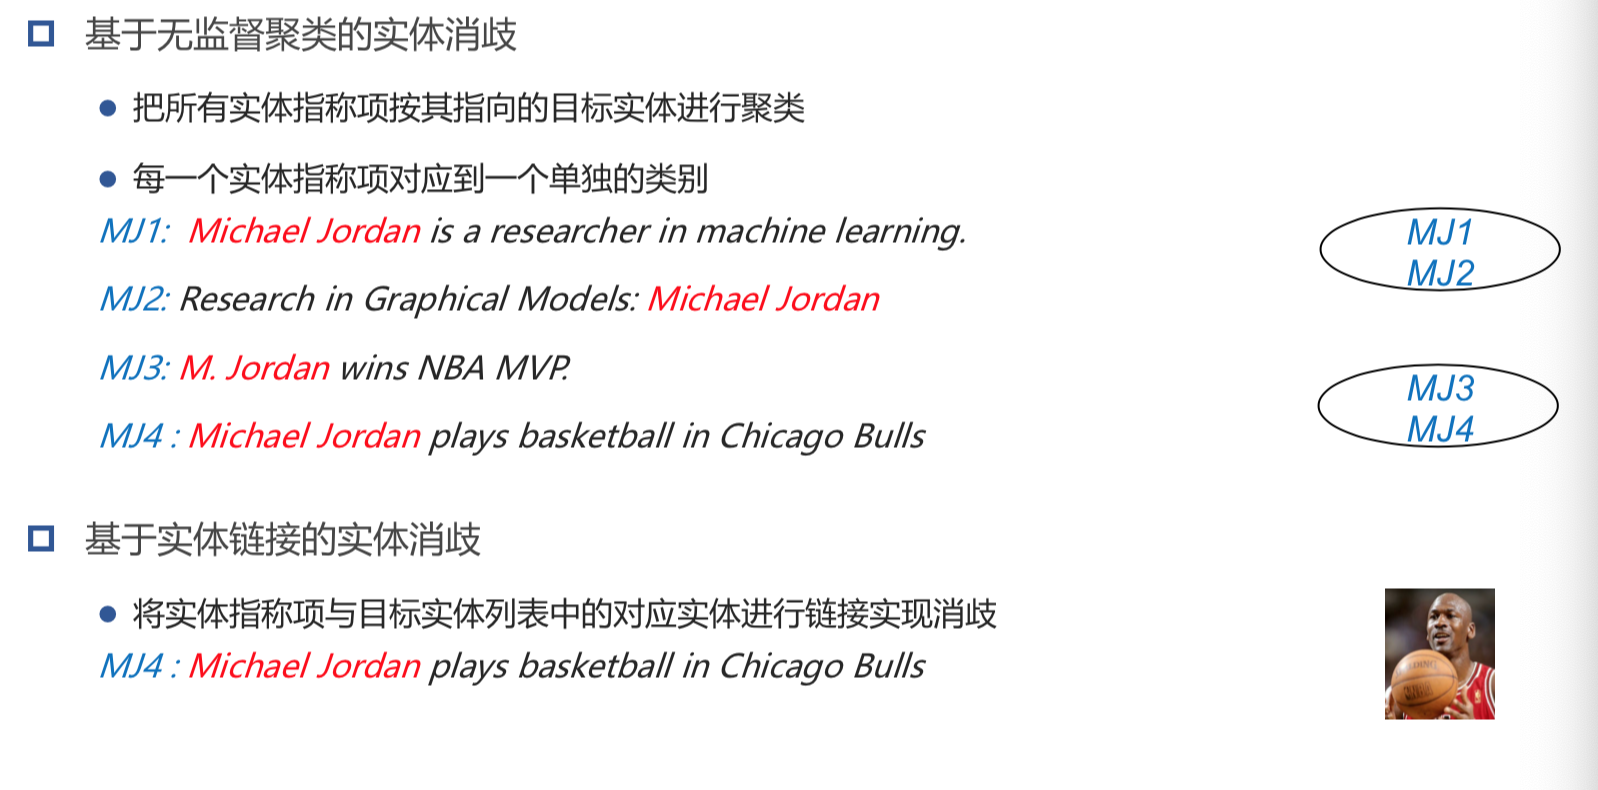 基于无监督聚类的实体消歧
把所有实体指称项按其指向的目标实体进行聚类
每一个实体指称项对应到一个单独的类别
MJ1: Michael Jordan is a researcher in machine learning.
MJ2: Research in Graphical Models: Michael Jordan
MJ3: M. Jordan wins NBA MVP.
MJ4 : Michael Jordan plays basketball in Chicago Bulls
MJ1
MJ2
MJ3
MJ4
基于实体链接的实体消歧
将实体指称项与目标实体列表中的对应实体进行链接实现消歧
MJ4 : Michael Jordan plays basketball in Chicago Bulls